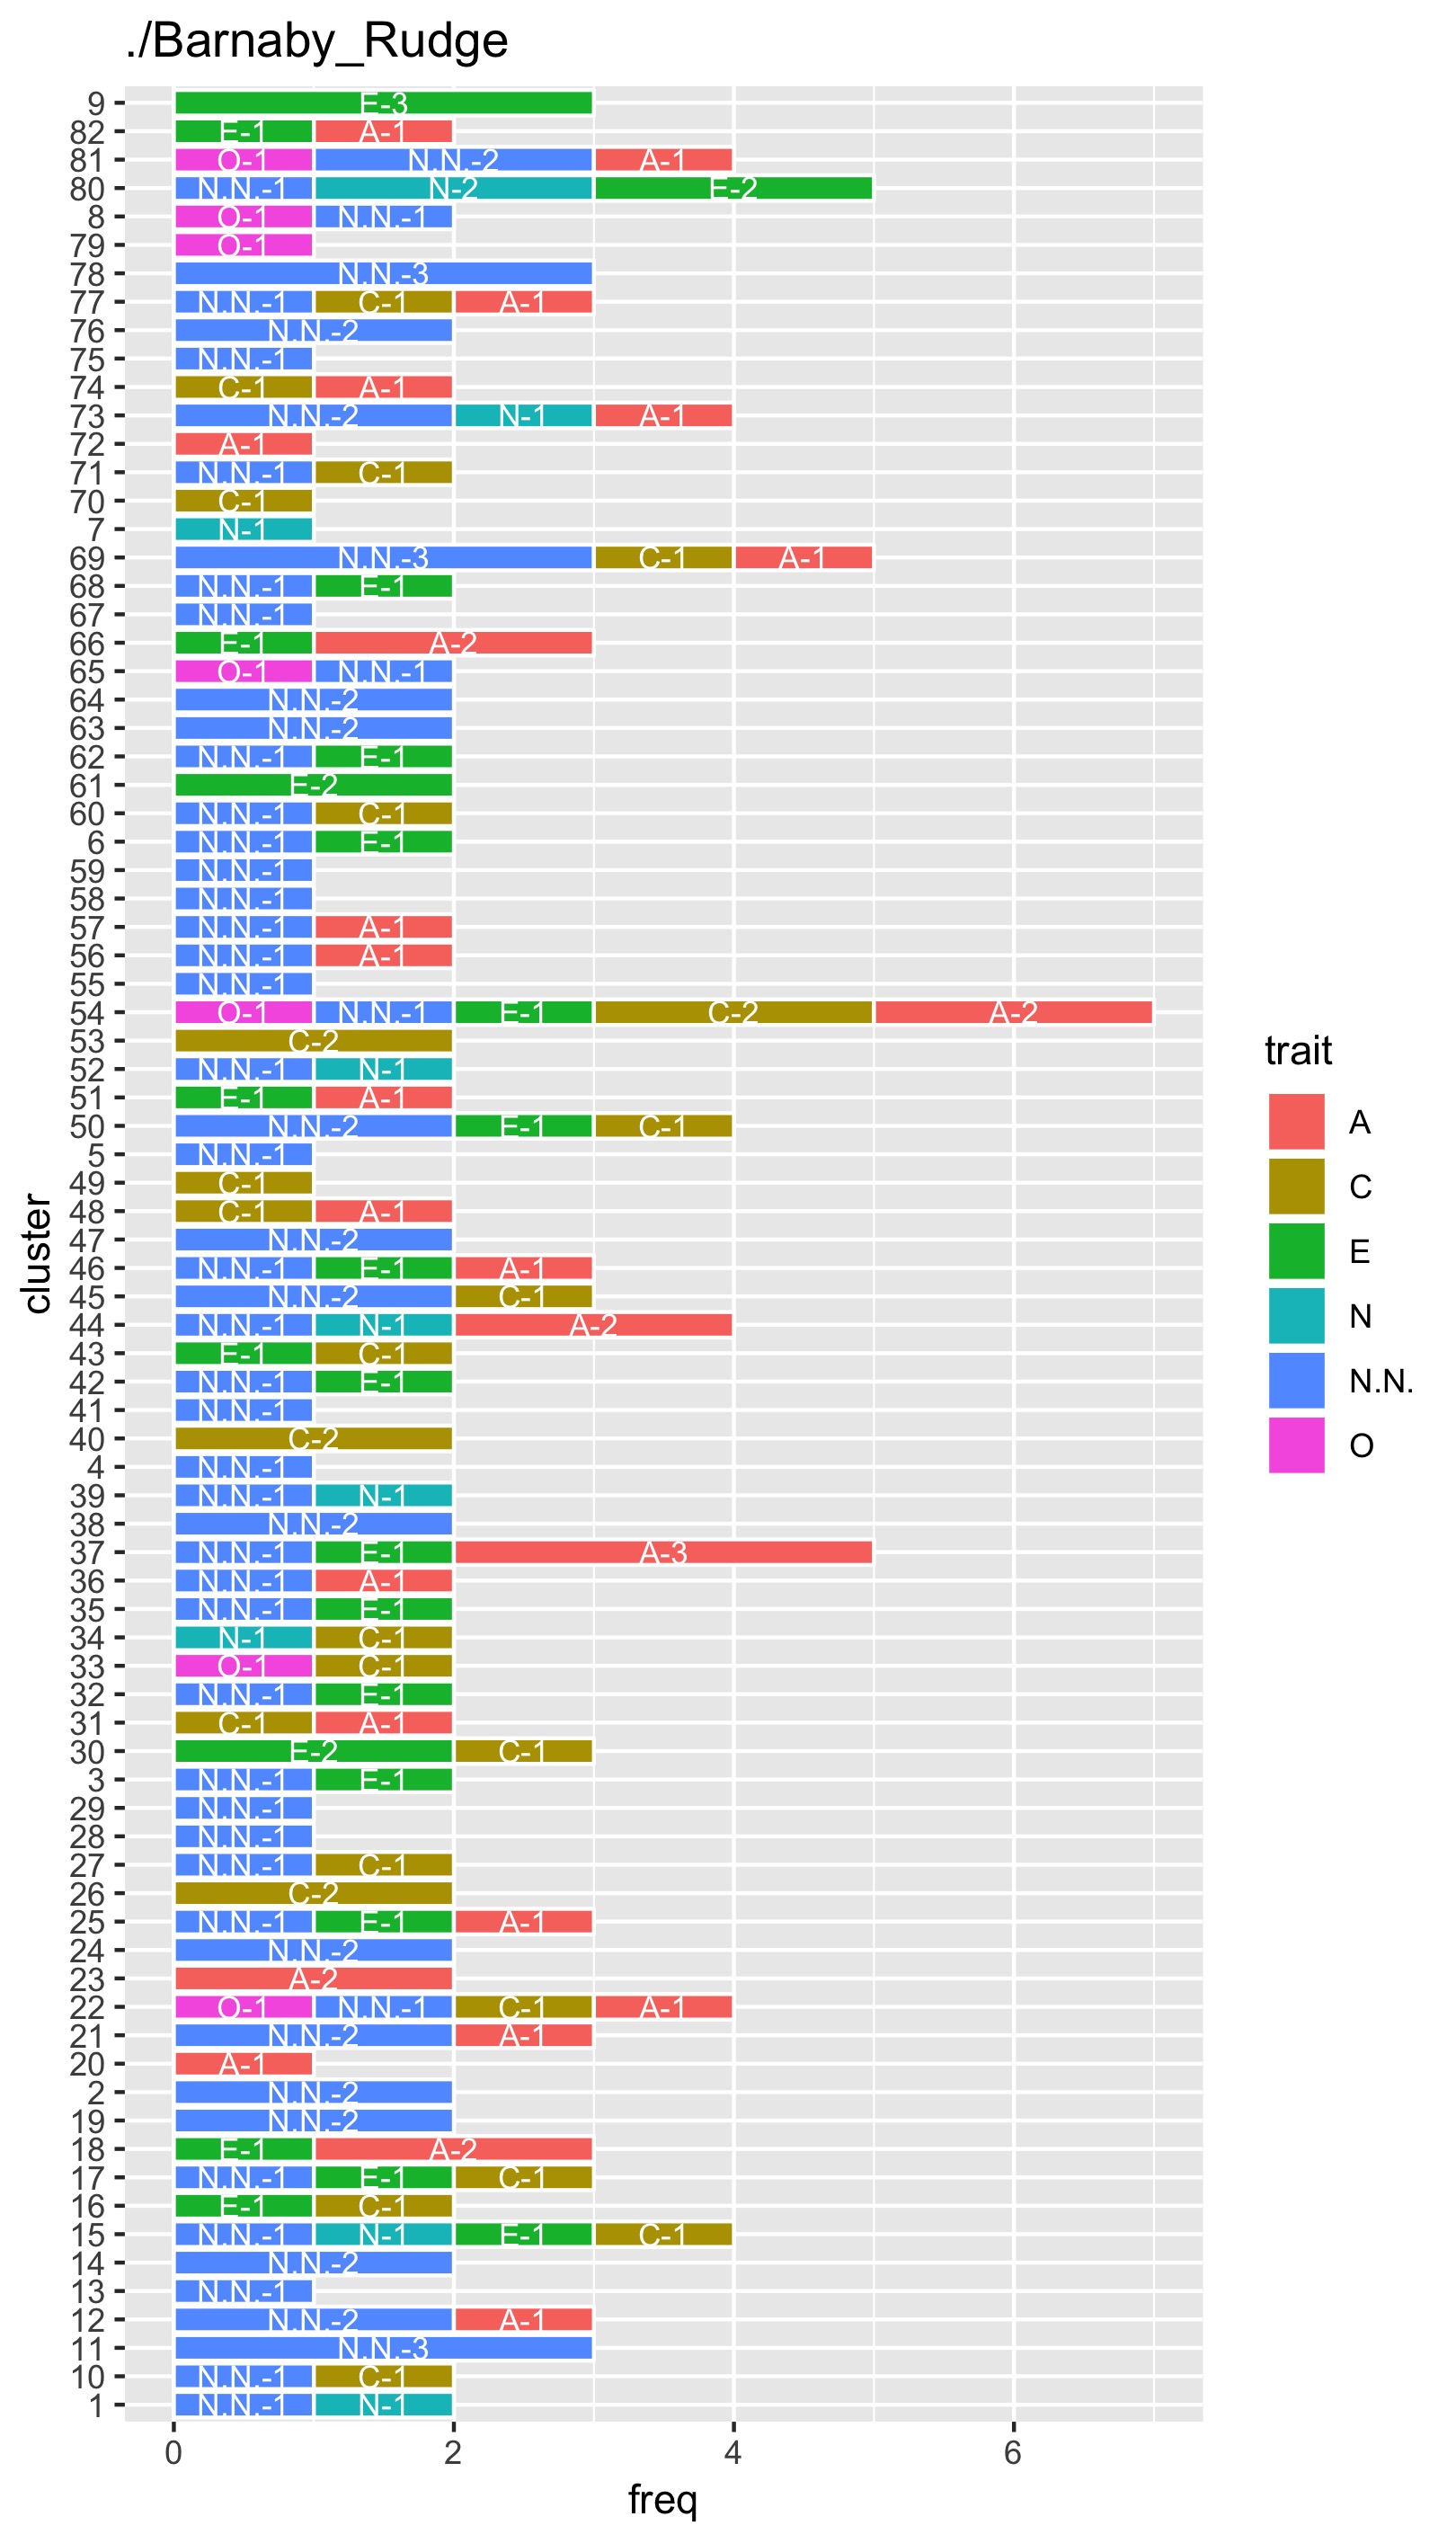 ./Barnaby_Rudge
9 E-3
82 E-1 A-1
81 O-1 N.N.-2 A-1
80 N.N.-1 N-2 E-2
8 O-1 N.N.-1
79 O-1
78 N.N.-3
77 N.N.-1 C-1 A-1
76 N.N.-2
75 N.N.-1
74 C-1 A-1
73 N.N.-2 N-1 A-1
72 A-1
71 N.N.-1 C-1
70 C-1
7 N-1
69 N.N.-3 C-1 A-1
68 N.N.-1 E-1
67 N.N.-1
66 E-1 A-2
65 O-1 N.N.-1
64 N.N.-2
63 N.N.-2
62 N.N.-1 E-1
61 E-2
60 N.N.-1 C-1
6 N.N.-1 E-1
59 N.N.-1
58 N.N.-1
57 N.N.-1 A-1
56 N.N.-1 A-1
55 N.N.-1
54 O-1 N.N.-1 E-1 C-2 A-2
53 C-2
52 N.N.-1 N-1
51 E-1 A-1
50 N.N.-2 E-1 C-1
5 N.N.-1
49 C-1
48 C-1 A-1
47 N.N.-2
46 N.N.-1 E-1 A-1
45 N.N.-2 C-1
44 N.N.-1 N-1 A-2
43 E-1 C-1
42 N.N.-1 E-1
41 N.N.-1
40 C-2
4 N.N.-1
39 N.N.-1 N-1
38 N.N.-2
37 N.N.-1 E-1 A-3
36 N.N.-1 A-1
35 N.N.-1 E-1
34 N-1 C-1
33 O-1 C-1
32 N.N.-1 E-1
31 C-1 A-1
30 E-2 C-1
3 N.N.-1 E-1
29 N.N.-1
28 N.N.-1
27 N.N.-1 C-1
26 C-2
25 N.N.-1 E-1 A-1
24 N.N.-2
23 A-2
22 O-1 N.N.-1 C-1 A-1
21 N.N.-2 A-1
20 A-1
2 N.N.-2
19 N.N.-2
18 E-1 A-2
17 N.N.-1 E-1 C-1
16 E-1 C-1
15 N.N.-1 N-1 E-1 C-1
14 N.N.-2
13 N.N.-1
12 N.N.-2 A-1
11 N.N.-3
10 N.N.-1 C-1
1 N.N.-1 N-1
0 2 4 6
freq
cluster
trait
A
C
E
N
N.N.
O